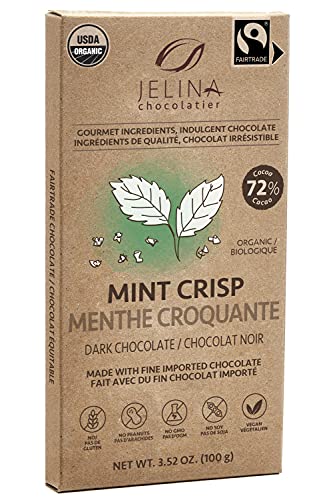 USDA
ORGANIC
FAIRTRADE
JELINA
chocolatier
GOURMET INGREDIENTS, INDULGENT CHOCOLATE
INGRÉDIENTS DE QUALITÉ, CHOCOLAT IRRÉSISTIBLE
Cocoa
72%
Cacao
ORGANIC /
BIOLOGIQUE
MINT CRISP
MENTHE CROQUANTE
DARK CHOCOLATE / CHOCOLAT NOIR
MADE WITH FINE IMPORTED CHOCOLATE
FAIT AVEC DU FIN CHOCOLAT IMPORTÉ
NO/ PAS DE GLUTEN
NO PEANUTS PAS D'ARACHIDES
NO GMO PAS D'OGM
NO SOY PAS DE SOJA
VEGAN VÉGÉTALIEN
NET WT. 3.52 OZ. (100 g)
FAIRTRADE CHOCOLATE / CHOCOLAT ÉQUITABLE